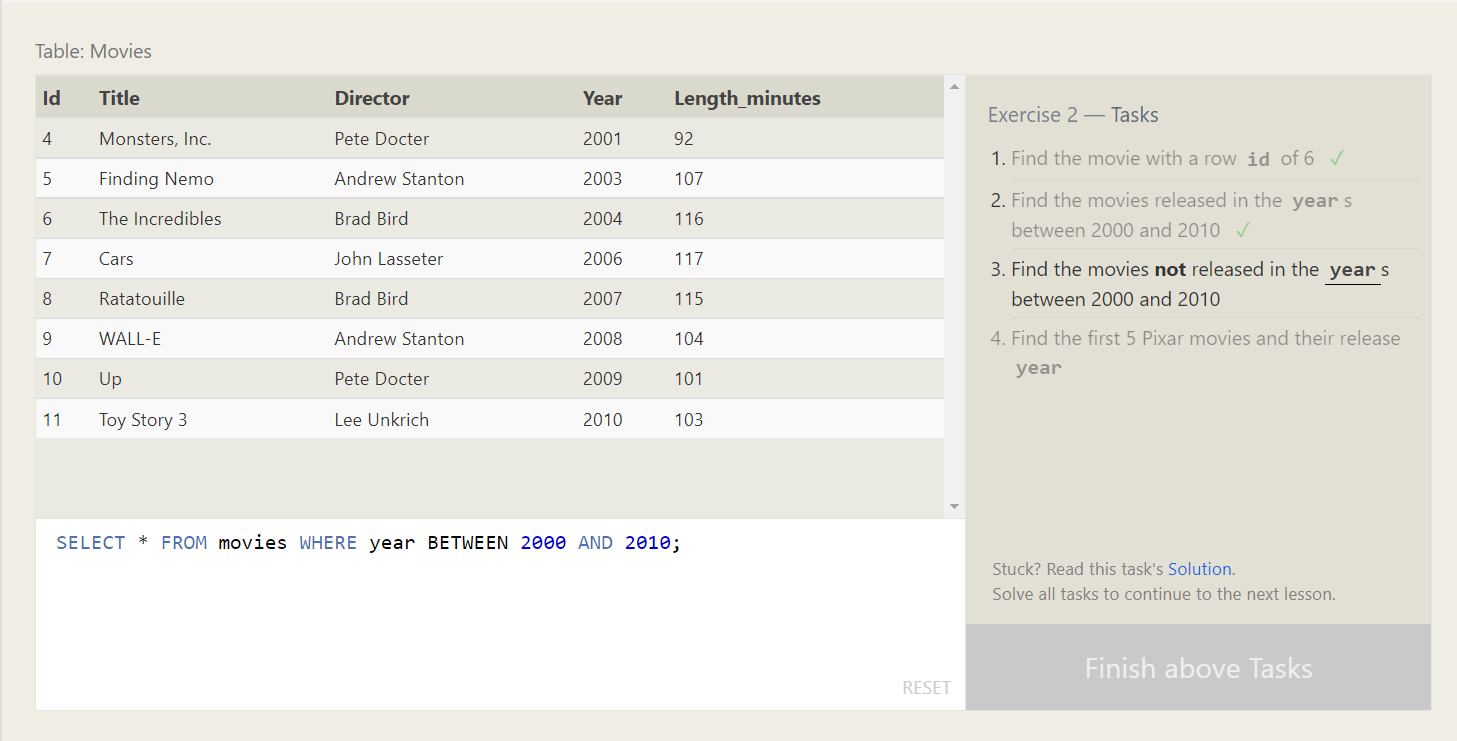 Table: Movies
Id Title Director Year Length_minutes
4 Monsters, Inc. Pete Docter 2001 92
5 Finding Nemo Andrew Stanton 2003 107
6 The Incredibles Brad Bird 2004 116
7 Cars John Lasseter 2006 117
8 Ratatouille Brad Bird 2007 115
9 WALL-E Andrew Stanton 2008 104
10 Up Pete Docter 2009 101
11 Toy Story 3 Lee Unkrich 2010 103
SELECT * FROM movies WHERE year BETWEEN 2000 AND 2010;
RESET
Exercise 2 — Tasks
1. Find the movie with a row id of 6 ✓
2. Find the movies released in the year s
between 2000 and 2010 ✓
3. Find the movies not released in the year s
between 2000 and 2010
4. Find the first 5 Pixar movies and their release
year
Stuck? Read this task's Solution.
Solve all tasks to continue to the next lesson.
Finish above Tasks